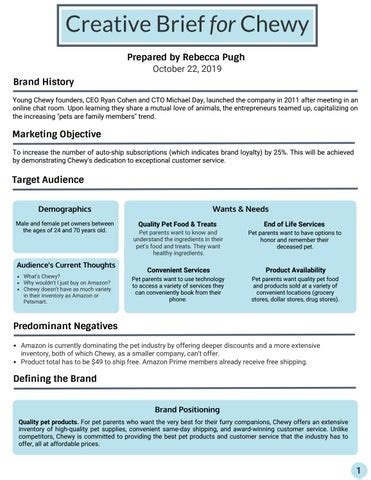 Creative Brief for Chewy
Prepared by Rebecca Pugh
October 22, 2019
Brand History
Young Chewy founders, CEO Ryan Cohen and CTO Michael Day, launched the company in 2011 after meeting in an
online chat room. Upon learning they share a mutual love of animals, the entrepreneurs teamed up, capitalizing on
the increasing "pets are family members" trend.
Marketing Objective
To increase the number of auto-ship subscriptions (which indicates brand loyalty) by 25%. This will be achieved
by demonstrating Chewy's dedication to exceptional customer service.
Target Audience
Demographics
Male and female pet owners between
the ages of 24 and 70 years old.
Audience's Current Thoughts
• What's Chewy?
• Why wouldn't I just buy on Amazon?
• Chewy doesn't have as much variety
in their inventory as Amazon or
Petsmart.
Wants & Needs
Quality Pet Food & Treats
Pet parents want to know and
understand the ingredients in their
pet's food and treats. They want
healthy ingredients.
End of Life Services
Pet parents want to have options to
honor and remember their
deceased pet.
Convenient Services
Pet parents want to use technology
to access a variety of services they
can conveniently book from their
phone.
Product Availability
Pet parents want quality pet food
and products sold at a variety of
convenient locations (grocery
stores, dollar stores, drug stores).
Predominant Negatives
• Amazon is currently dominating the pet industry by offering deeper discounts and a more extensive
inventory, both of which Chewy, as a smaller company, can't offer.
• Product total has to be $49 to ship free. Amazon Prime members already receive free shipping.
Defining the Brand
Brand Positioning
Quality pet products. For pet parents who want the very best for their furry companions, Chewy offers an extensive
inventory of high-quality pet supplies, convenient same-day shipping, and award-winning customer service. Unlike
competitors, Chewy is committed to providing the best pet products and customer service that the industry has to
offer, all at affordable prices.
1